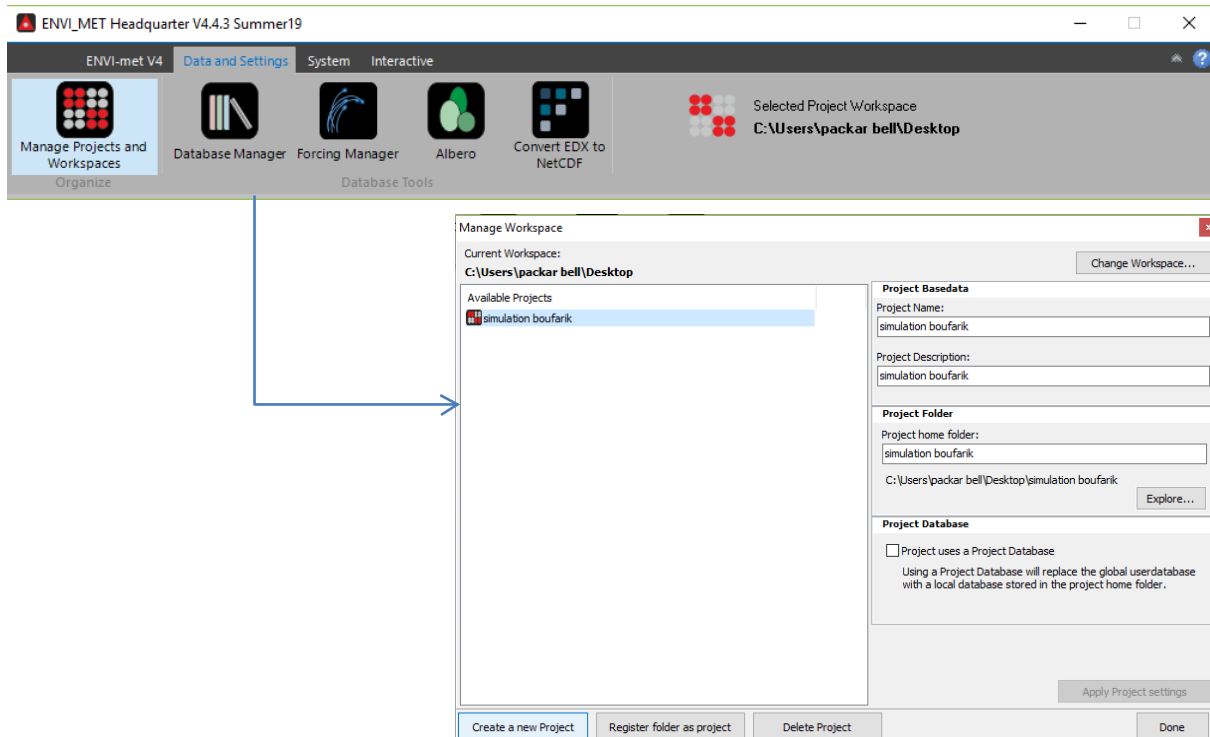 ENVI_MET Headquarter V4.4.3 Summer19
ENVI-met V4 Data and Settings System Interactive
Manage Projects and
Workspaces
Organize
Database Manager
Forcing Manager
Albero
Convert EDX to
NetCDF
Database Tools
Selected Project Workspace
C:\Users\packar bell\Desktop
Manage Workspace
Current Workspace:
C:\Users\packar bell\Desktop
Change Workspace...
Available Projects
simulation boufarik
Project Basedata
Project Name:
simulation boufarik
Project Description:
simulation boufarik
Project Folder
Project home folder:
simulation boufarik
C:\Users\packar bell\Desktop\simulation boufarik
Explore...
Project Database
Project uses a Project Database
Using a Project Database will replace the global userdatabase
with a local database stored in the project home folder.
Apply Project settings
Create a new Project Register folder as project Delete Project Done